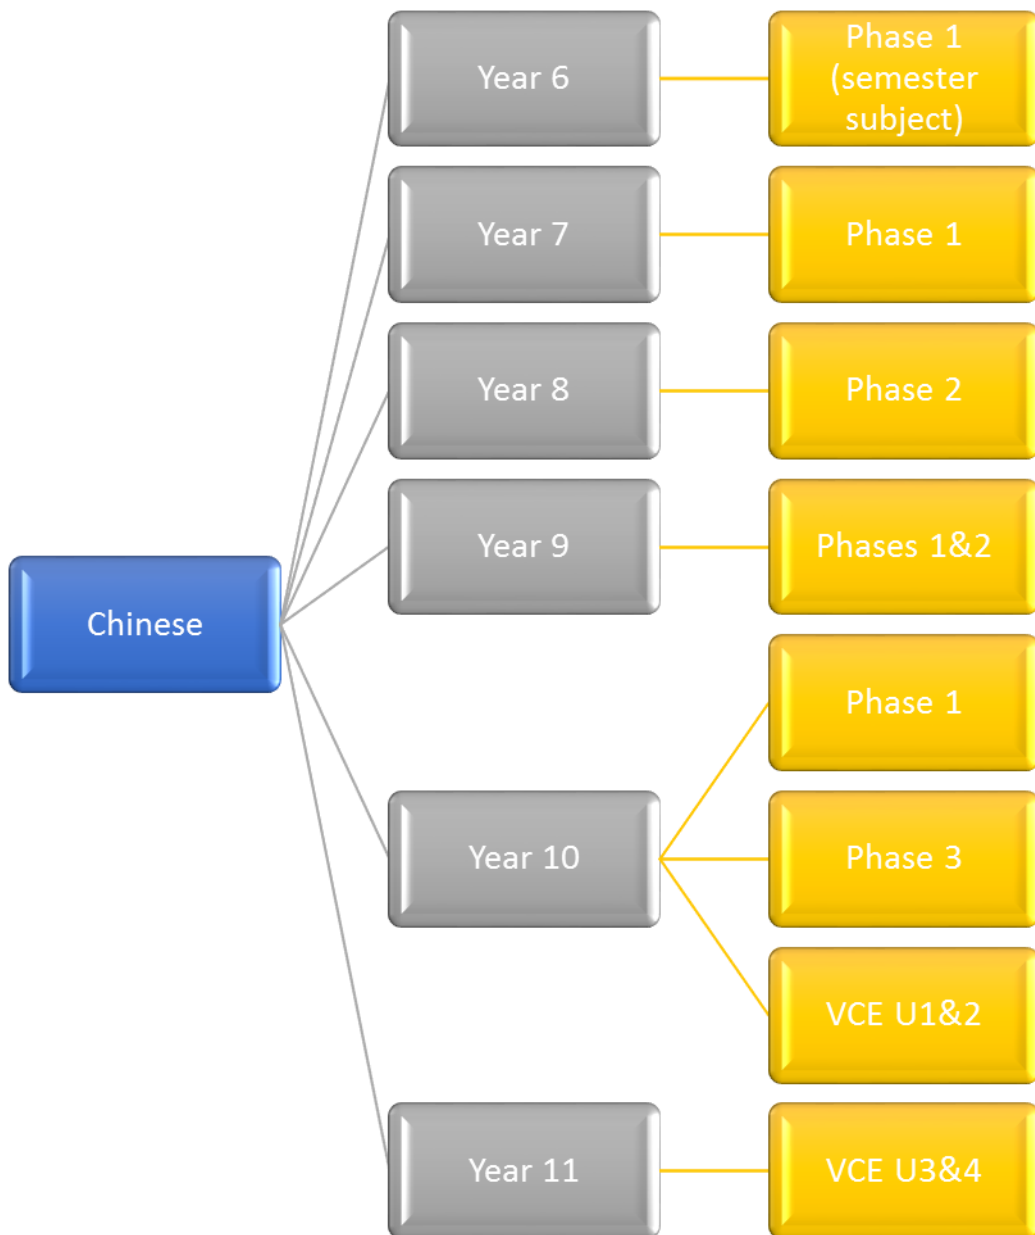 Year 6
Phase 1
(semester
subject)
Year 7
Phase 1
Year 8
Phase 2
Year 9
Phases 1&2
Chinese
Phase 1
Year 10
Phase 3
VCE U1&2
Year 11
VCE U3&4